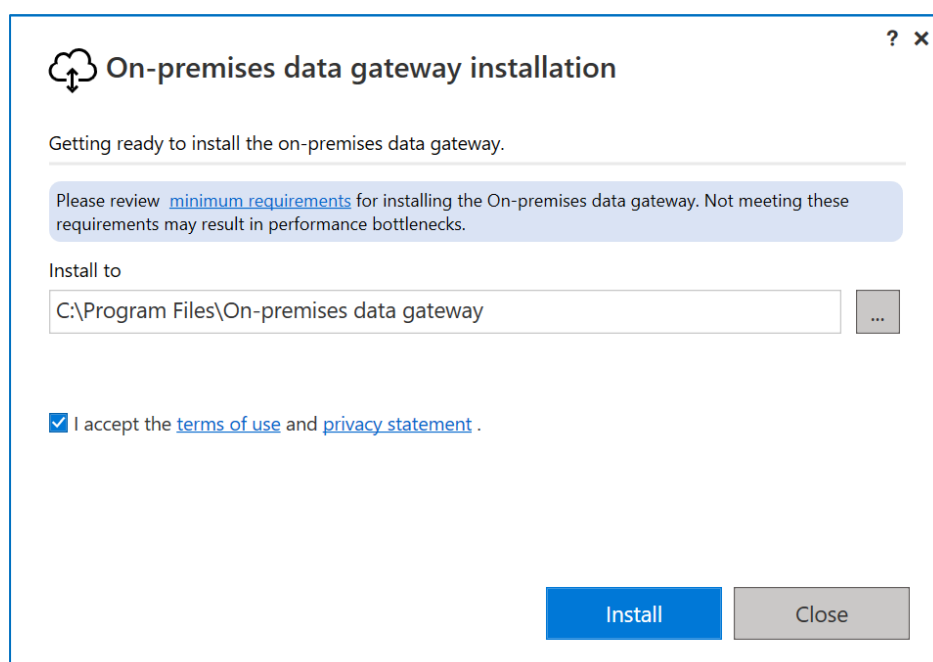 ? ×
On-premises data gateway installation
Getting ready to install the on-premises data gateway.
Please review minimum requirements for installing the On-premises data gateway. Not meeting these
requirements may result in performance bottlenecks.
Install to
C:\Program Files\On-premises data gateway
...
I accept the terms of use and privacy statement .
Install Close